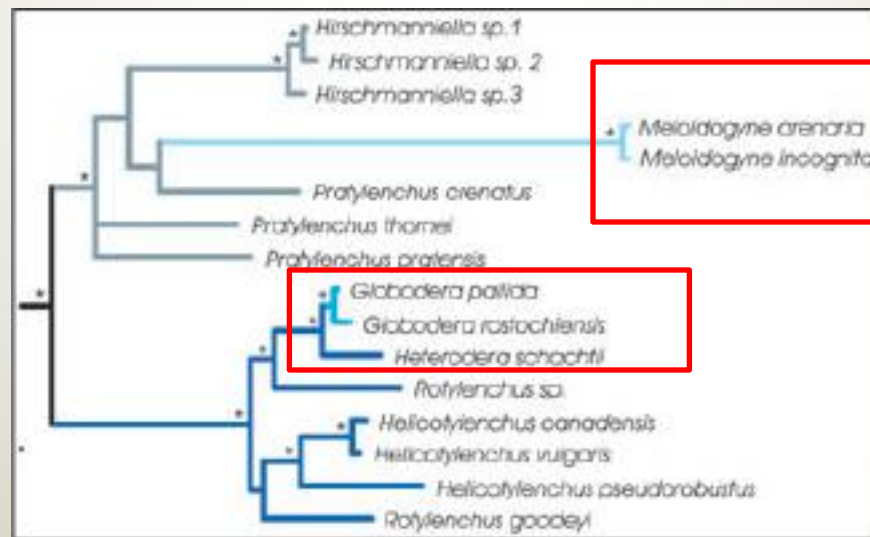 Hirschmanniella sp.1
Hirschmanniella sp. 2
Hirschmanniella sp.3
Meloidogyne arenaria
Meloidogyne incognita
Pratylenchus crenatus
Pratylenchus thornei
Pratylenchus pratensis
Globodera pallida
Globodera rostochiensis
Heterodera schachtii
Rotylenchus sp.
Helicotylenchus canadensis
Helicotylenchus vulgaris
Helicotylenchus pseudorobustus
Rotylenchus goodeyi